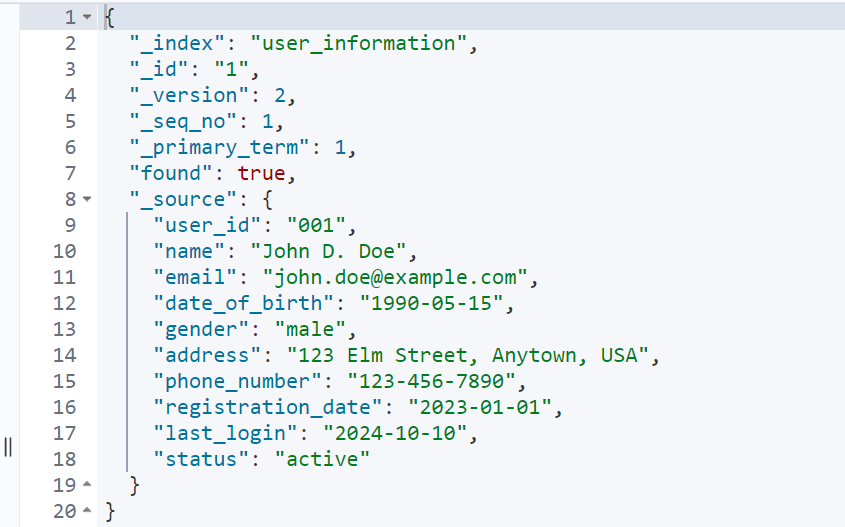 1 {
2 "_index": "user_information",
3 "_id": "1",
4 "_version": 2,
5 "_seq_no": 1,
6 "_primary_term": 1,
7 "found": true,
8 "_source": {
9 "user_id": "001",
10 "name": "John D. Doe",
11 "email": "john.doe@example.com",
12 "date_of_birth": "1990-05-15",
13 "gender": "male",
14 "address": "123 Elm Street, Anytown, USA",
15 "phone_number": "123-456-7890",
16 "registration_date": "2023-01-01",
17 "last_login": "2024-10-10",
18 "status": "active"
19 }
20 }